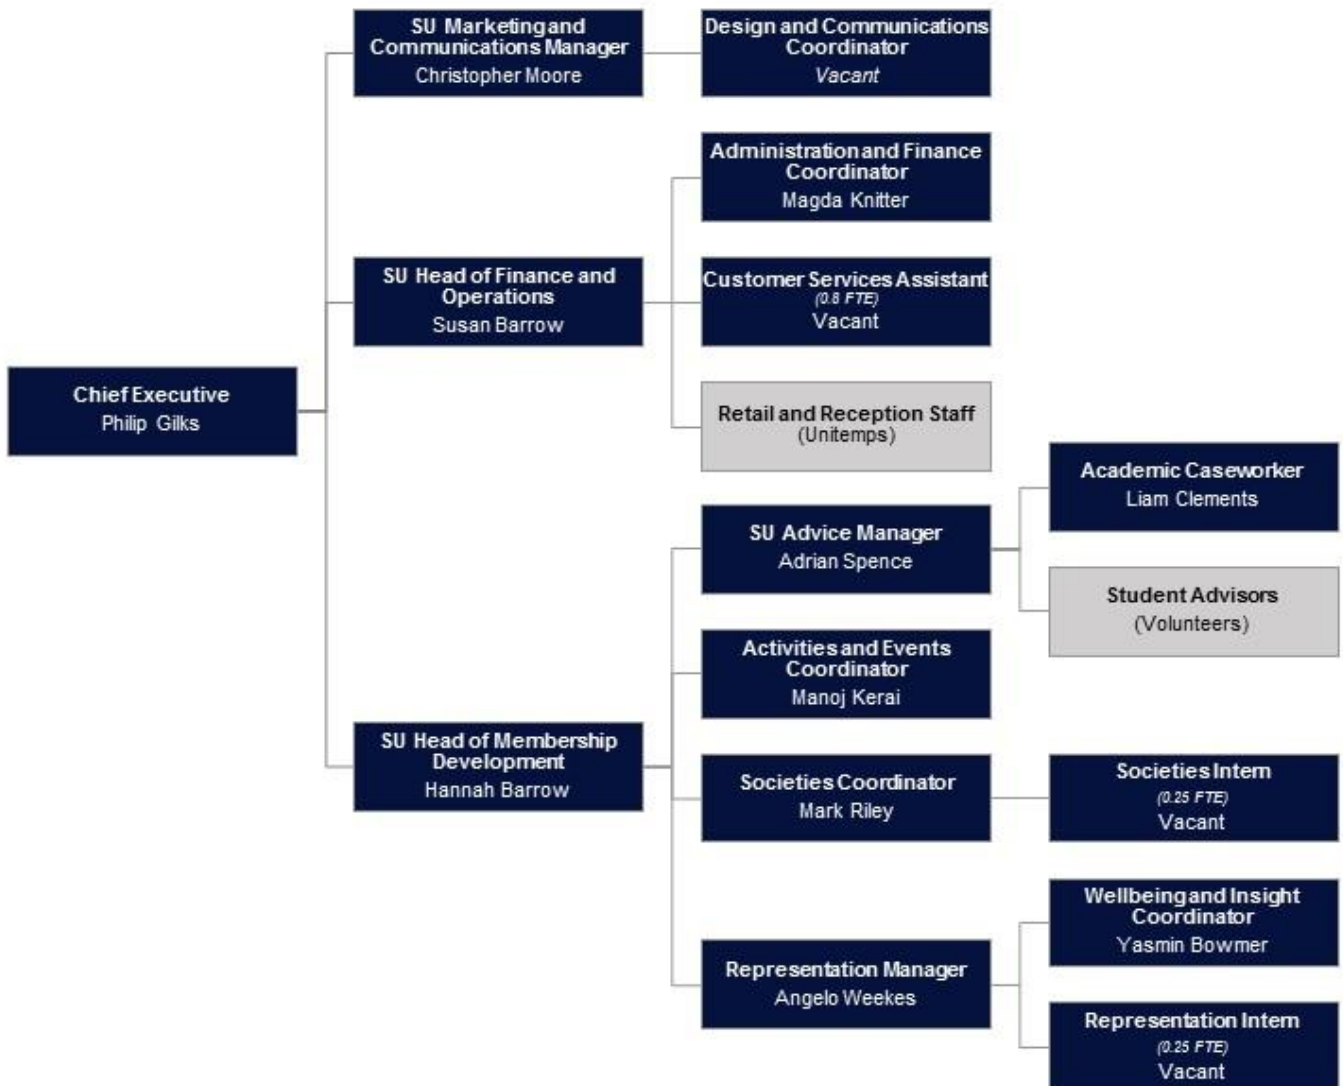 SU Marketing and
Communications Manager
Christopher Moore
Design and Communications
Coordinator
Vacant
Administration and Finance
Coordinator
Magda Knitter
SU Head of Finance and
Operations
Susan Barrow
Customer Services Assistant
(0.8 FTE)
Vacant
Chief Executive
Philip Gilks
Retail and Reception Staff
(Unitemps)
Academic Caseworker
Liam Clements
SU Advice Manager
Adrian Spence
Student Advisors
(Volunteers)
Activities and Events
Coordinator
Manoj Kerai
SU Head of Membership
Development
Hannah Barrow
Societies Coordinator
Mark Riley
Societies Intern
(0.25 FTE)
Vacant
Wellbeing and Insight
Coordinator
Yasmin Bowmer
Representation Manager
Angelo Weekes
Representation Intern
(0.25 FTE)
Vacant